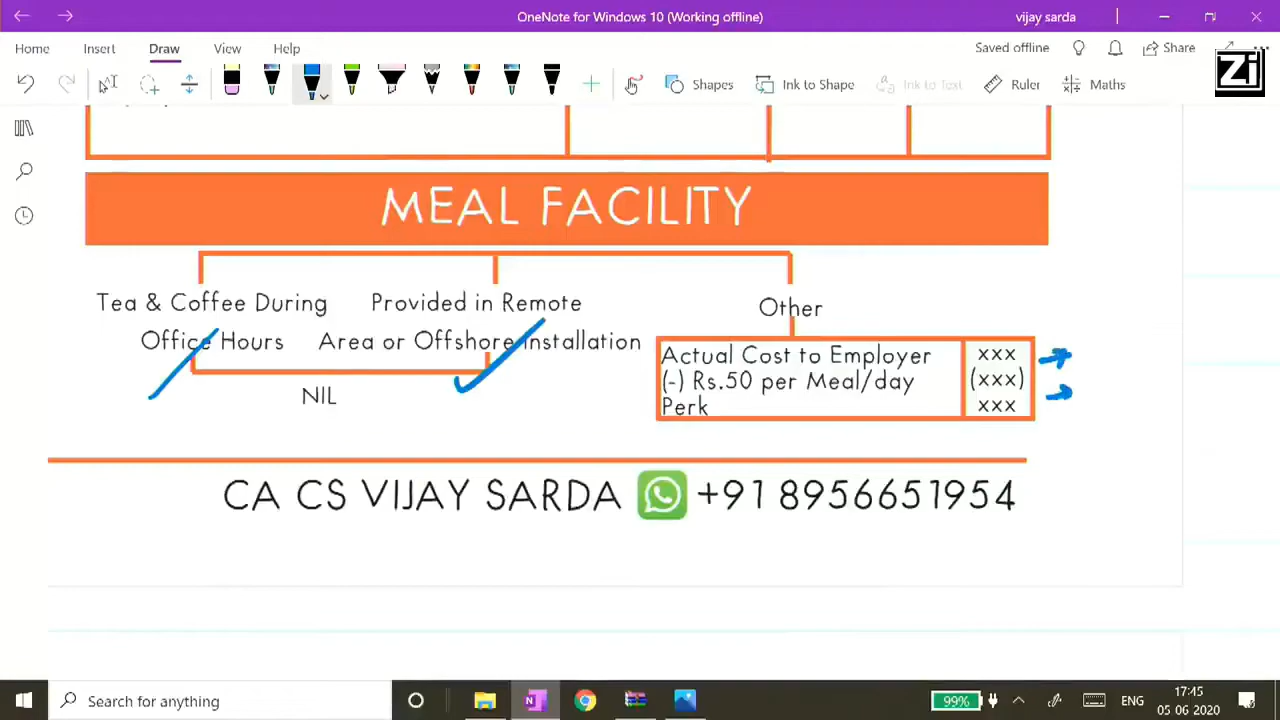 OneNote for Windows 10 (Working offline)
vijay sarda
Home Insert Draw View Help
Saved offline
Share
Shapes
Ink to Shape
Ink to Text
Ruler
Maths
Zi
MEAL FACILITY
Tea & Coffee During
Office Hours
Provided in Remote
Area or Offshore Installation
NIL
Other
Actual Cost to Employer xxx
(-) Rs.50 per Meal/day (xxx)
Perk xxx
CA CS VIJAY SARDA +91 8956651954
Search for anything
99%
ENG
17:45
05-06-2020